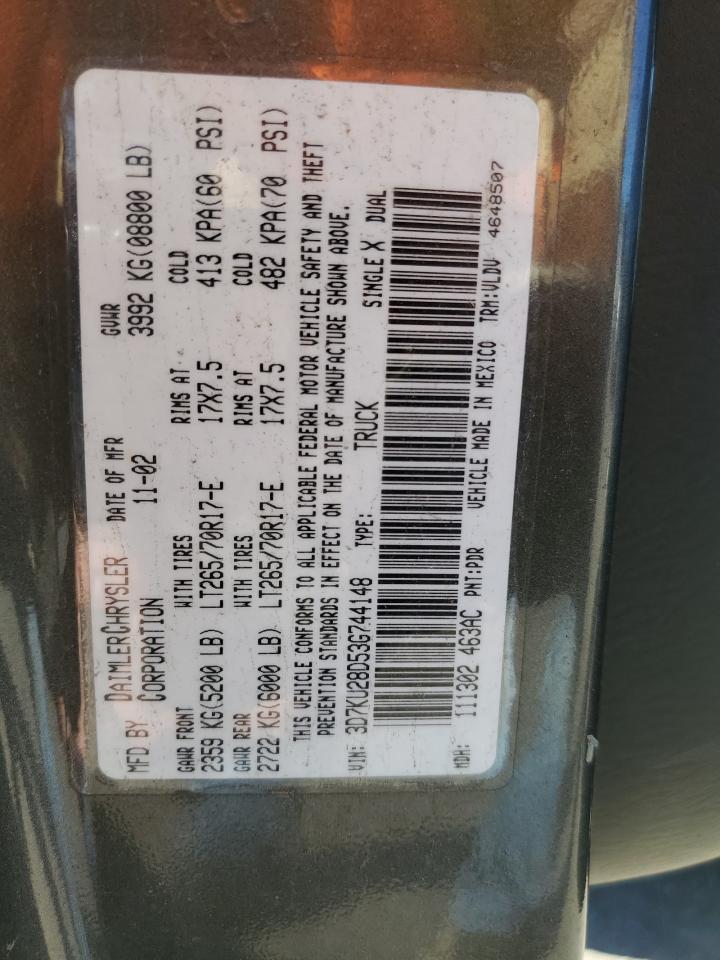 MFD BY DAIMLERCHRYSLER CORPORATION DATE OF MFR 11-02 GVWR 3992 KG(08800 LB)
GAWR FRONT WITH TIRES RIMS AT COLD
2359 KG(5200 LB) LT265/70R17-E 17X7.5 413 KPA(60 PSI)
GAWR REAR WITH TIRES RIMS AT COLD
2722 KG(6000 LB) LT265/70R17-E 17X7.5 482 KPA(70 PSI)
THIS VEHICLE CONFORMS TO ALL APPLICABLE FEDERAL MOTOR VEHICLE SAFETY AND THEFT
PREVENTION STANDARDS IN EFFECT ON THE DATE OF MANUFACTURE SHOWN ABOVE.
VIN: 3D7KU28D53G744148 TYPE: TRUCK SINGLE X DUAL
MDH: 111302 463AC PNT:PDR VEHICLE MADE IN MEXICO TRM:VLDV 4648507